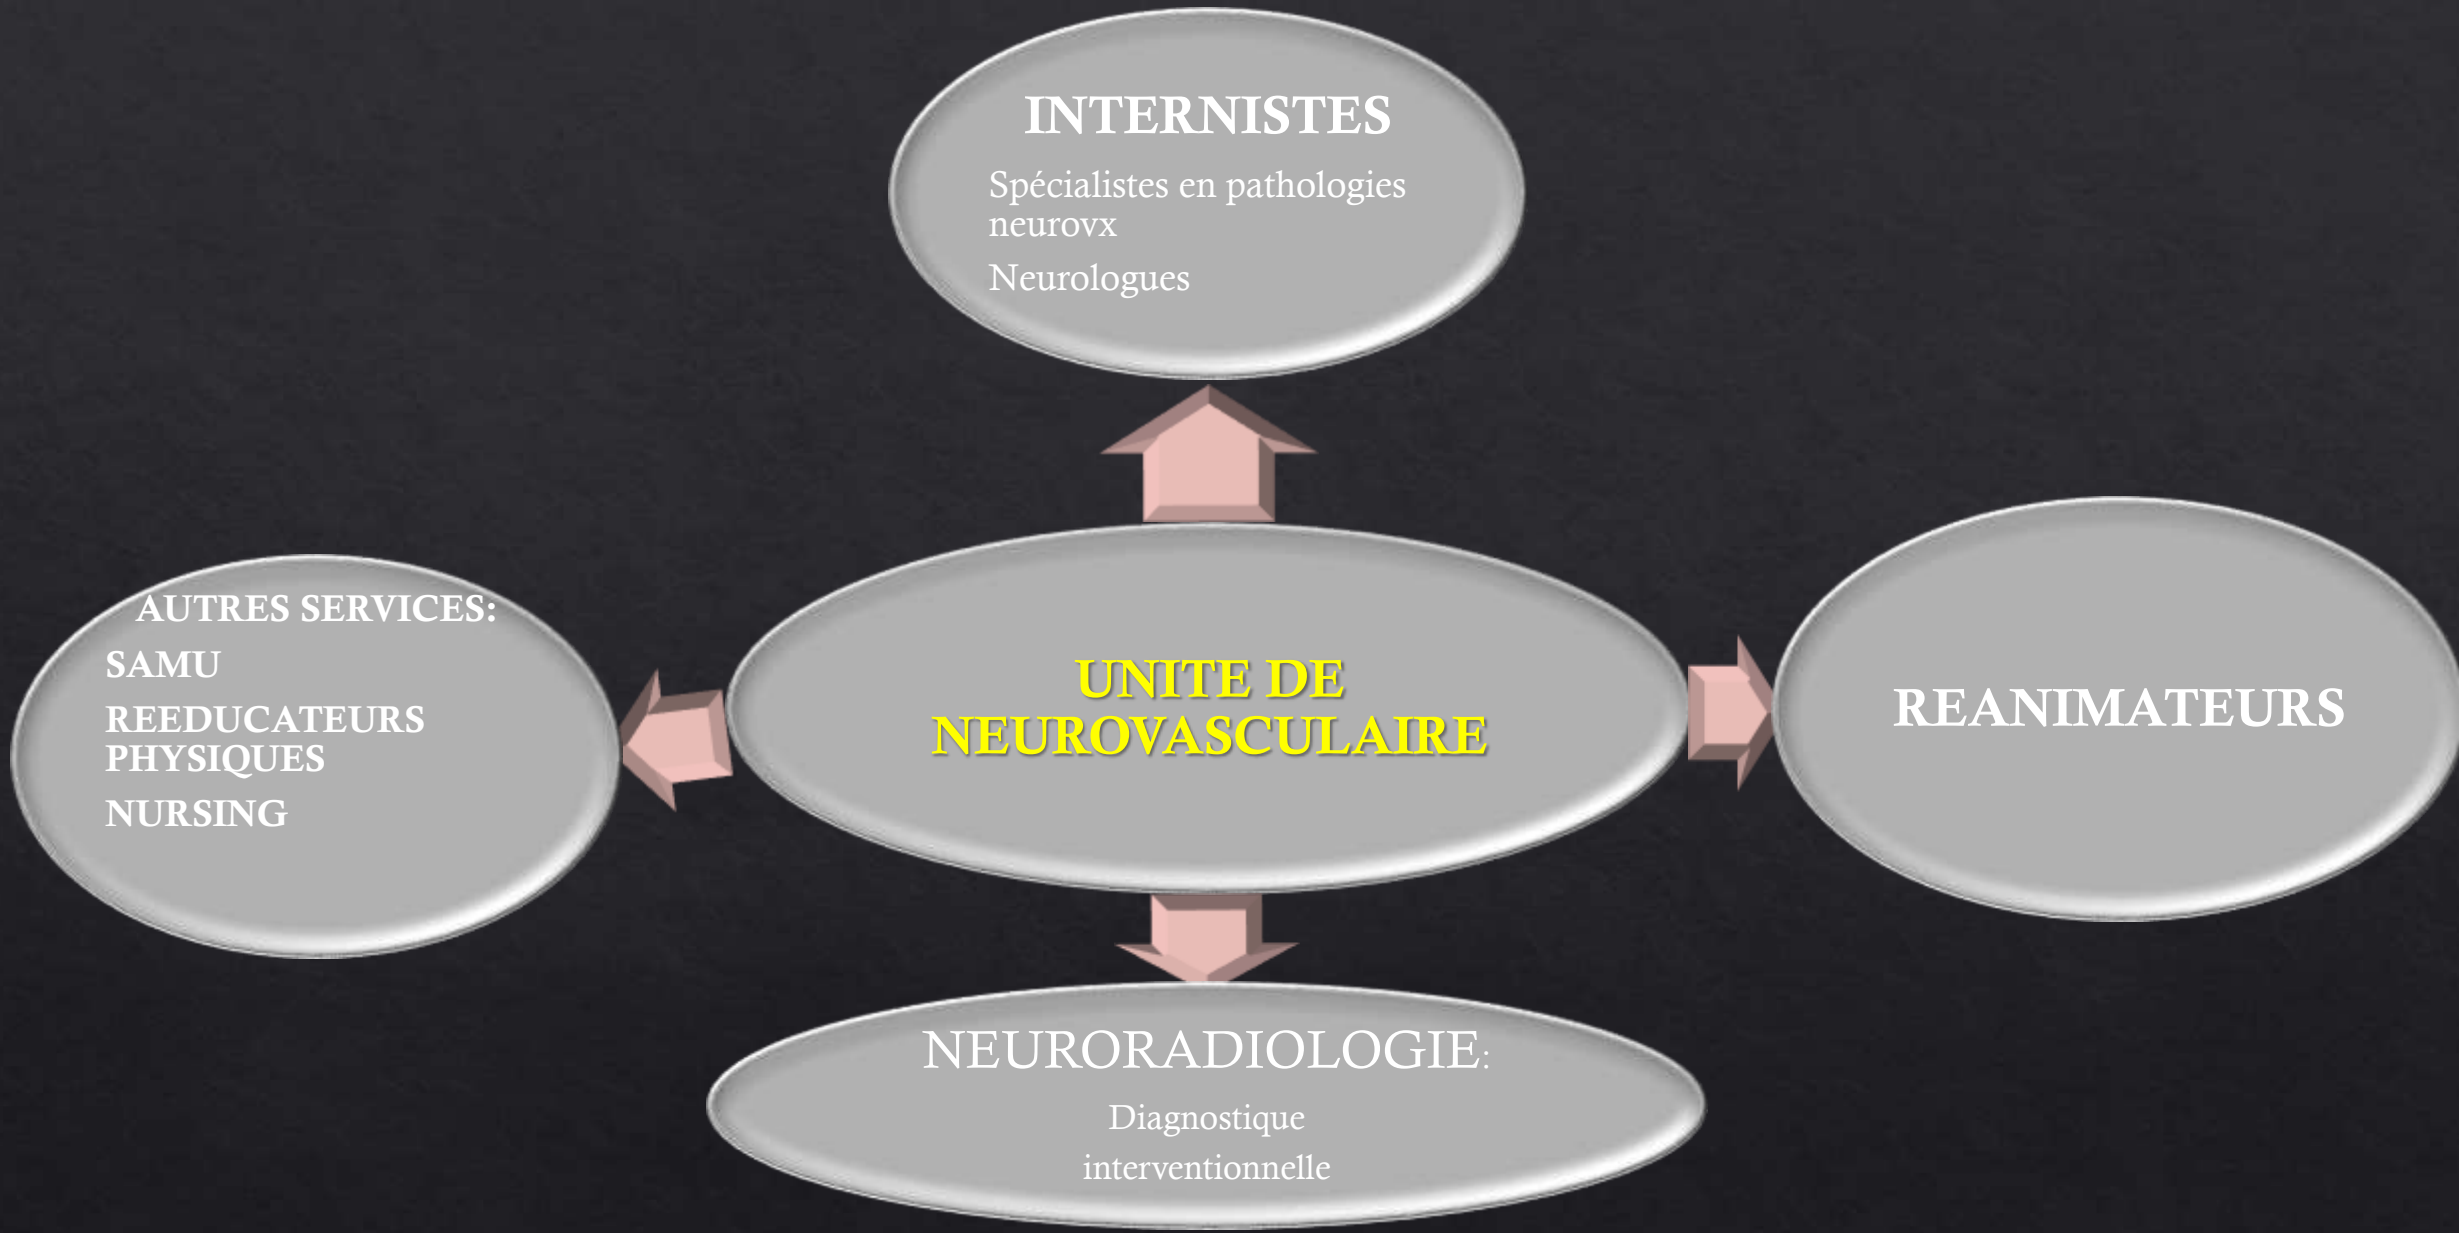 INTERNISTES
Spécialistes en pathologies
neurovx
Neurologues
AUTRES SERVICES:
SAMU
REEDUCATEURS
PHYSIQUES
NURSING
UNITE DE
NEUROVASCULAIRE
REANIMATEURS
NEURORADIOLOGIE:
Diagnostique
interventionnelle